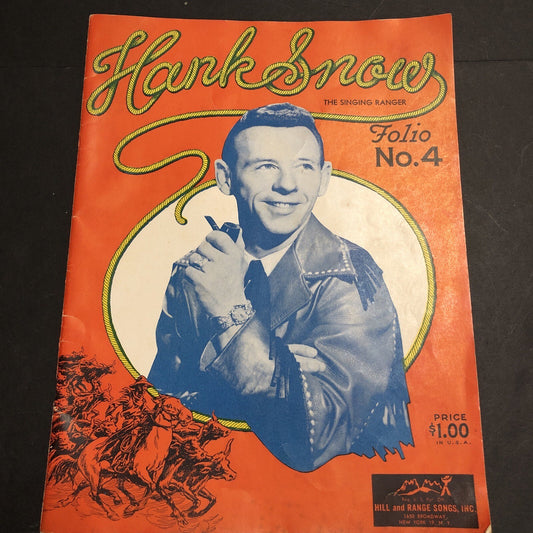 Hank Snow
THE SINGING RANGER
Folio
No. 4
PRICE
$1.00
IN U.S.A.
HILL and RANGE SONGS, INC.
1650 BROADWAY,
NEW YORK 19, N. Y.